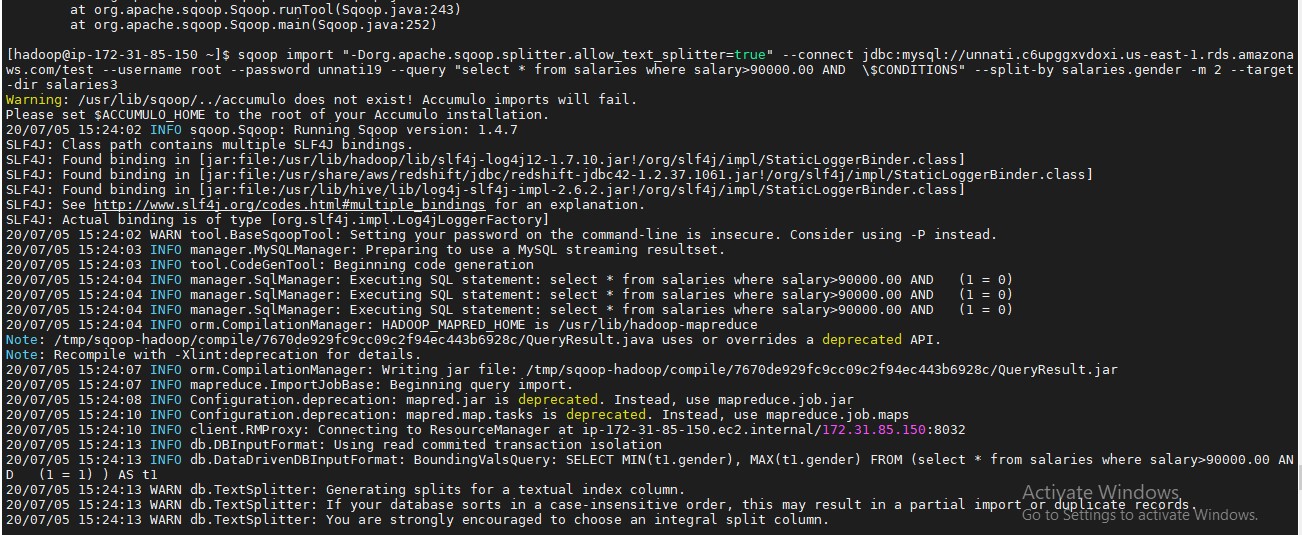 at org.apache.sqoop.Sqoop.runTool(Sqoop.java:243)
at org.apache.sqoop.Sqoop.main(Sqoop.java:252)
[hadoop@ip-172-31-85-150 ~]$ sqoop import "-Dorg.apache.sqoop.splitter.allow_text_splitter=true" --connect jdbc:mysql://unnati.c6upggxvdoxi.us-east-1.rds.amazona
ws.com/test --username root --password unnati19 --query "select * from salaries where salary>90000.00 AND  \$CONDITIONS" --split-by salaries.gender -m 2 --target
-dir salaries3
Warning: /usr/lib/sqoop/../accumulo does not exist! Accumulo imports will fail.
Please set $ACCUMULO_HOME to the root of your Accumulo installation.
20/07/05 15:24:02 INFO sqoop.Sqoop: Running Sqoop version: 1.4.7
SLF4J: Class path contains multiple SLF4J bindings.
SLF4J: Found binding in [jar:file:/usr/lib/hadoop/lib/slf4j-log4j12-1.7.10.jar!/org/slf4j/impl/StaticLoggerBinder.class]
SLF4J: Found binding in [jar:file:/usr/share/aws/redshift/jdbc/redshift-jdbc42-1.2.37.1061.jar!/org/slf4j/impl/StaticLoggerBinder.class]
SLF4J: Found binding in [jar:file:/usr/lib/hive/lib/log4j-slf4j-impl-2.6.2.jar!/org/slf4j/impl/StaticLoggerBinder.class]
SLF4J: See http://www.slf4j.org/codes.html#multiple_bindings for an explanation.
SLF4J: Actual binding is of type [org.slf4j.impl.Log4jLoggerFactory]
20/07/05 15:24:02 WARN tool.BaseSqoopTool: Setting your password on the command-line is insecure. Consider using -P instead.
20/07/05 15:24:03 INFO manager.MySQLManager: Preparing to use a MySQL streaming resultset.
20/07/05 15:24:03 INFO tool.CodeGenTool: Beginning code generation
20/07/05 15:24:04 INFO manager.SqlManager: Executing SQL statement: select * from salaries where salary>90000.00 AND   (1 = 0)
20/07/05 15:24:04 INFO manager.SqlManager: Executing SQL statement: select * from salaries where salary>90000.00 AND   (1 = 0)
20/07/05 15:24:04 INFO manager.SqlManager: Executing SQL statement: select * from salaries where salary>90000.00 AND   (1 = 0)
20/07/05 15:24:04 INFO orm.CompilationManager: HADOOP_MAPRED_HOME is /usr/lib/hadoop-mapreduce
Note: /tmp/sqoop-hadoop/compile/7670de929fc9cc09c2f94ec443b6928c/QueryResult.java uses or overrides a deprecated API.
Note: Recompile with -Xlint:deprecation for details.
20/07/05 15:24:07 INFO orm.CompilationManager: Writing jar file: /tmp/sqoop-hadoop/compile/7670de929fc9cc09c2f94ec443b6928c/QueryResult.jar
20/07/05 15:24:07 INFO mapreduce.ImportJobBase: Beginning query import.
20/07/05 15:24:08 INFO Configuration.deprecation: mapred.jar is deprecated. Instead, use mapreduce.job.jar
20/07/05 15:24:10 INFO Configuration.deprecation: mapred.map.tasks is deprecated. Instead, use mapreduce.job.maps
20/07/05 15:24:10 INFO client.RMProxy: Connecting to ResourceManager at ip-172-31-85-150.ec2.internal/172.31.85.150:8032
20/07/05 15:24:13 INFO db.DBInputFormat: Using read commited transaction isolation
20/07/05 15:24:13 INFO db.DataDrivenDBInputFormat: BoundingValsQuery: SELECT MIN(t1.gender), MAX(t1.gender) FROM (select * from salaries where salary>90000.00 AN
D   (1 = 1) ) AS t1
20/07/05 15:24:13 WARN db.TextSplitter: Generating splits for a textual index column.
20/07/05 15:24:13 WARN db.TextSplitter: If your database sorts in a case-insensitive order, this may result in a partial import or duplicate records.
20/07/05 15:24:13 WARN db.TextSplitter: You are strongly encouraged to choose an integral split column.
Activate Windows
Go to Settings to activate Windows.